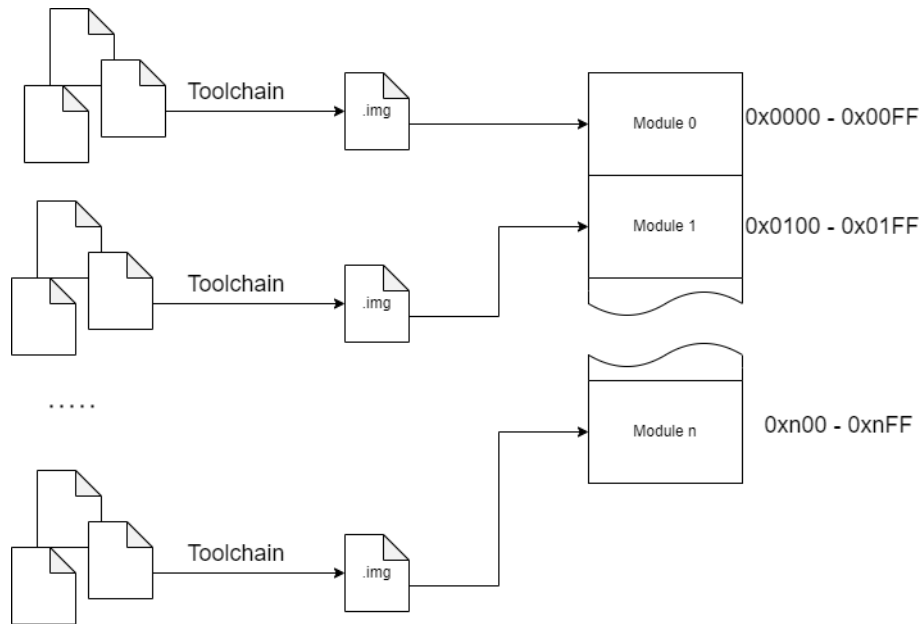 Toolchain
.img
Module 0
0x0000 - 0x00FF
Toolchain
.img
Module 1
0x0100 - 0x01FF
.....
Toolchain
.img
Module n
0xn00 - 0xnFF